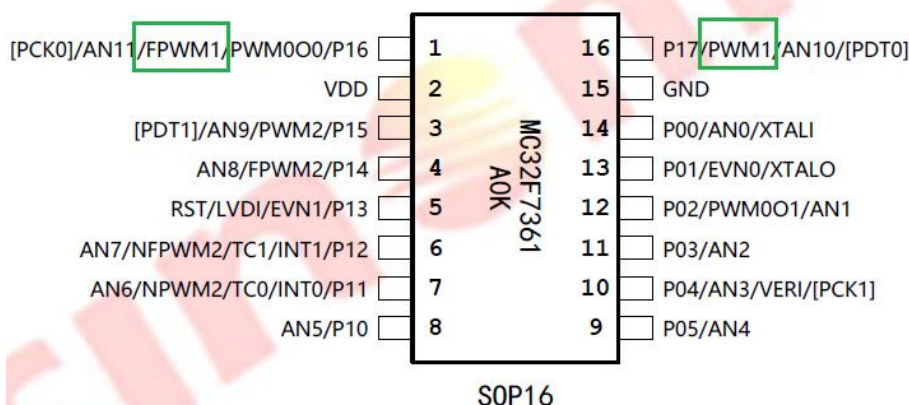 [PCK0]/AN11/FPWM1/PWM0O0/P16 1 16 P17/PWM1/AN10/[PDT0]
VDD 2 15 GND
[PDT1]/AN9/PWM2/P15 3 14 P00/AN0/XTALI
AN8/FPWM2/P14 4 13 P01/EVN0/XTALO
RST/LVDI/EVN1/P13 5 12 P02/PWM0O1/AN1
AN7/NFPWM2/TC1/INT1/P12 6 11 P03/AN2
AN6/NPWM2/TC0/INT0/P11 7 10 P04/AN3/VERI/[PCK1]
AN5/P10 8 9 P05/AN4
MC32F7361
A0K
SOP16